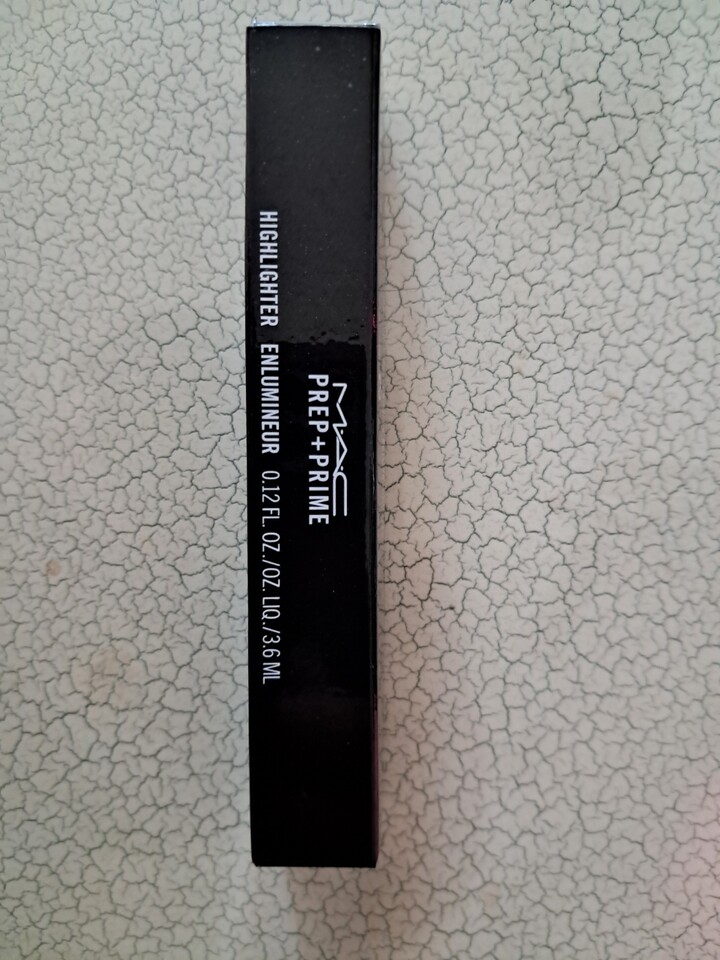 MAC
PREP+PRIME
HIGHLIGHTER ENLUMINEUR 0.12 FL. OZ./OZ. LIQ./3.6 ML